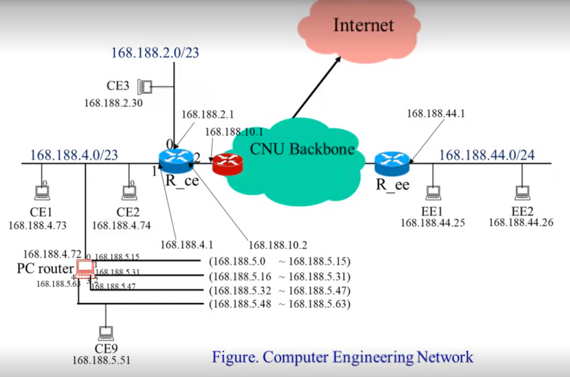 Internet
168.188.2.0/23
CE3
168.188.2.30
168.188.2.1
168.188.10.1
168.188.44.1
0
CNU Backbone
168.188.4.0/23
2
168.188.44.0/24
1
R_ce
R_ee
0
0
CE1
CE2
EE1
EE2
168.188.4.73
168.188.4.74
168.188.44.25
168.188.44.26
168.188.4.1
168.188.10.2
168.188.4.72
0
168.188.5.15
(168.188.5.0 ~ 168.188.5.15)
PC router
1
168.188.5.31
(168.188.5.16 ~ 168.188.5.31)
168.188.5.63
168.188.5.47
(168.188.5.32 ~ 168.188.5.47)
(168.188.5.48 ~ 168.188.5.63)
CE9
168.188.5.51
Figure. Computer Engineering Network